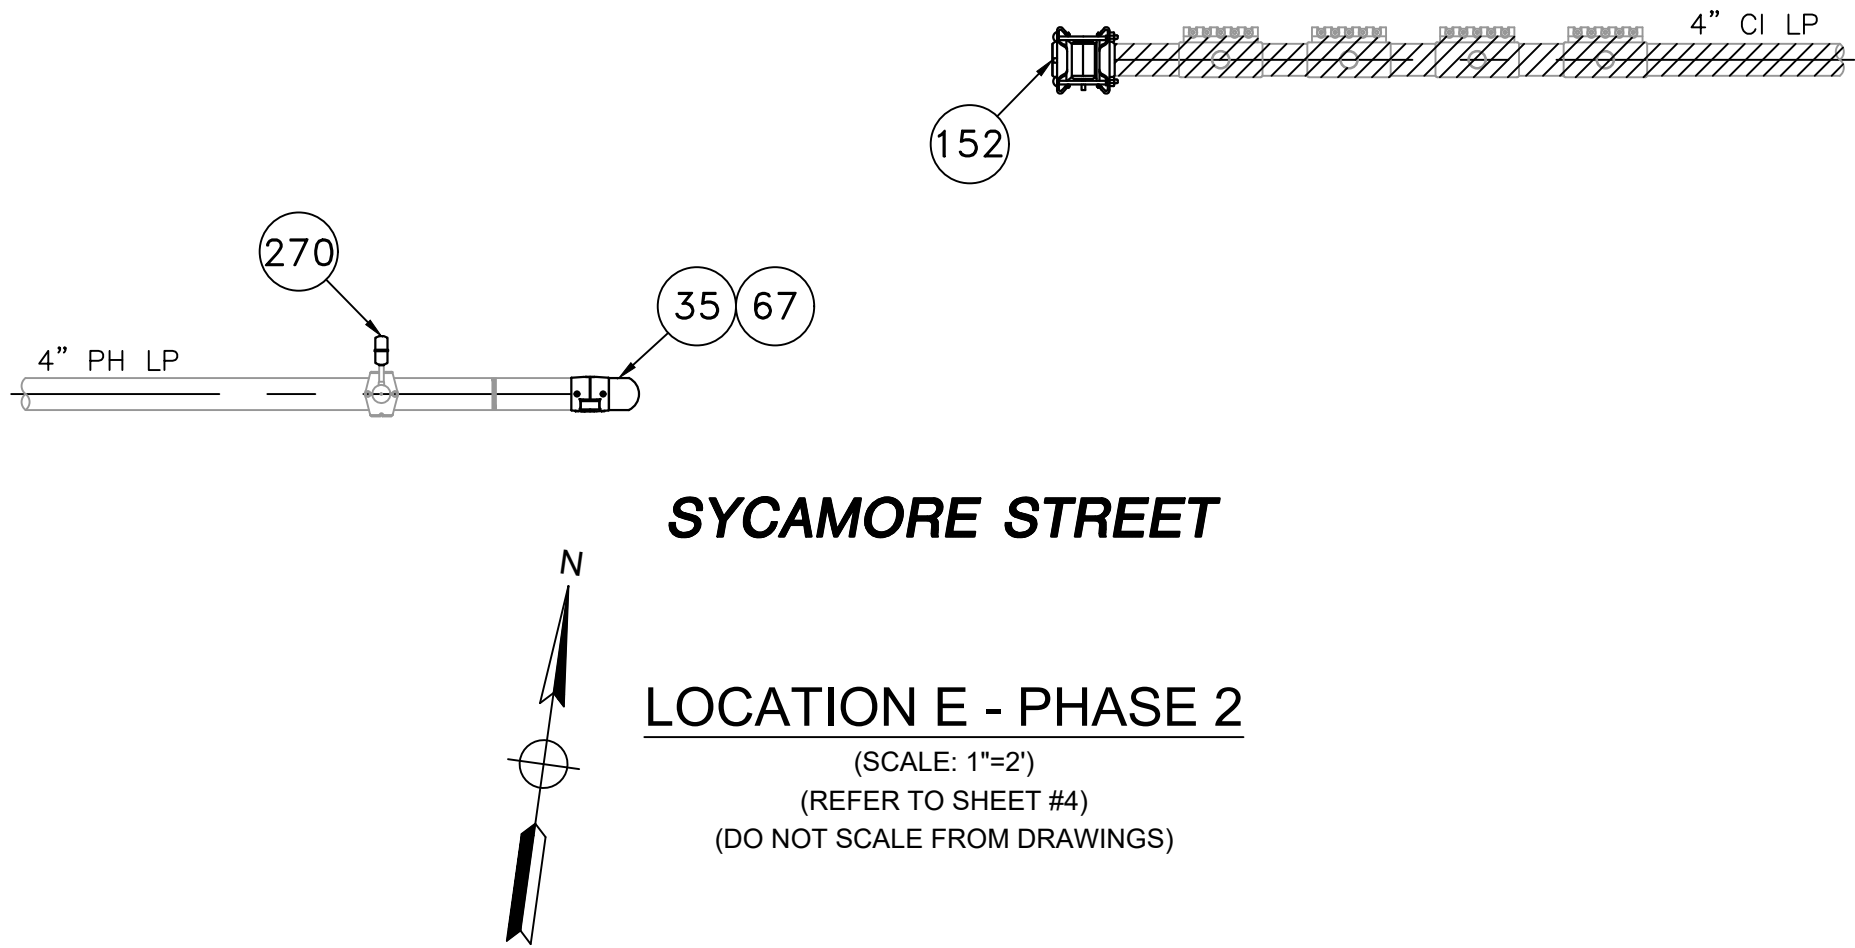 4” CI LP
152
270
35 67
4” PH LP
SYCAMORE STREET
N
LOCATION E - PHASE 2
(SCALE: 1"=2')
(REFER TO SHEET #4)
(DO NOT SCALE FROM DRAWINGS)